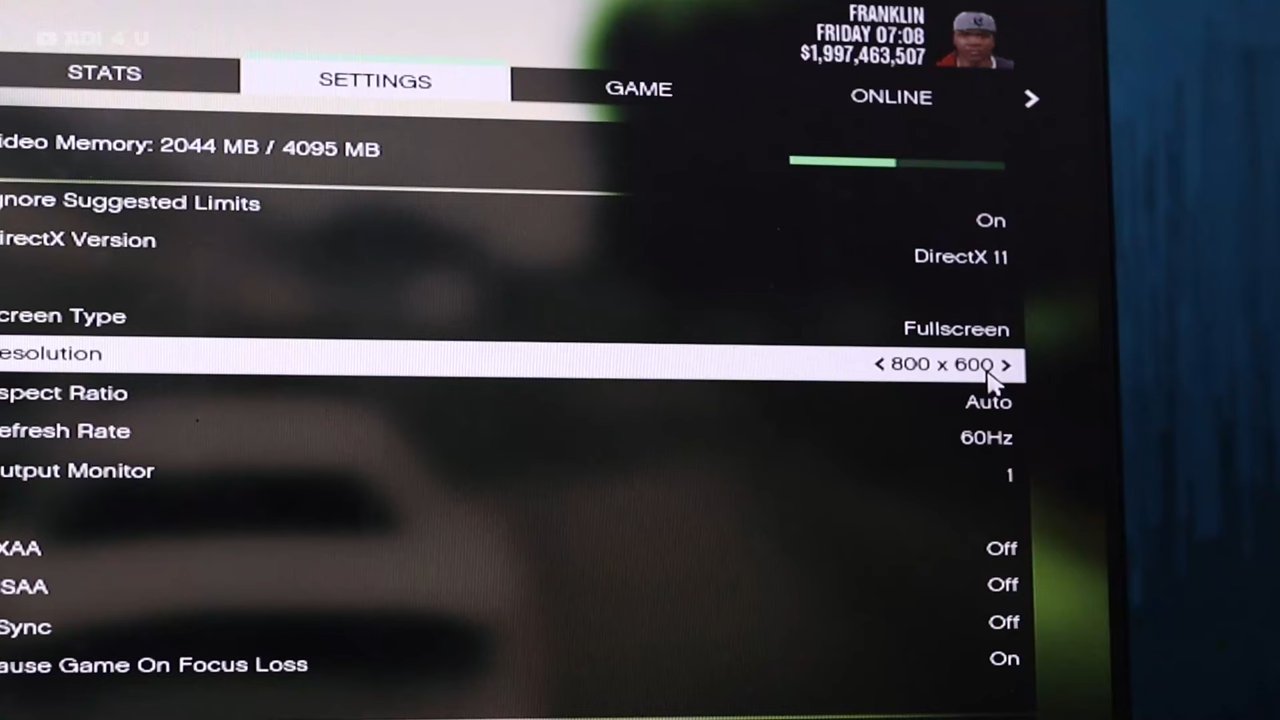 ADI 4 U
FRANKLIN
FRIDAY 07:08
$1,997,463,507
STATS
SETTINGS
GAME
ONLINE
ideo Memory: 2044 MB / 4095 MB
gnore Suggested Limits
On
irectX Version
DirectX 11
creen Type
Fullscreen
esolution
< 800 x 600 >
spect Ratio
Auto
efresh Rate
60Hz
utput Monitor
1
XAA
Off
SAA
Off
Sync
Off
ause Game On Focus Loss
On